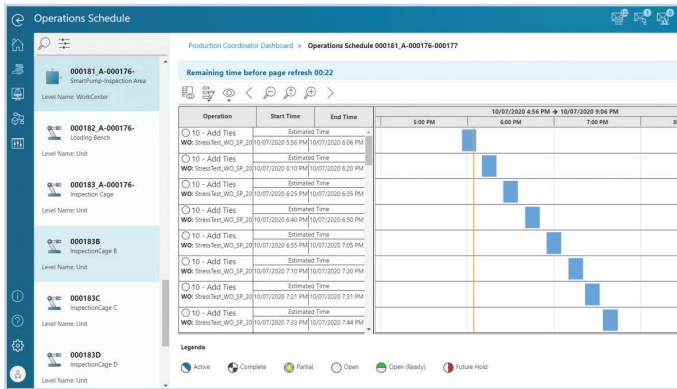 Operations Schedule
000181_A-000176-
SmartPump-Inspection Area
Level Name: WorkCenter
000182_A-000176-
Loading Bench
Level Name: Unit
000183_A-000176-
Inspection Cage
Level Name: Unit
000183B
InspectionCage B
Level Name: Unit
000183C
InspectionCage C
Level Name: Unit
000183D
InspectionCage D
Level Name: Unit
Production Coordinator Dashboard > Operations Schedule 000181_A-000176-000177
Remaining time before page refresh 00:22
Operation Start Time End Time
10/07/2020 4:56 PM → 10/07/2020 9:06 PM
5:00 PM 6:00 PM 7:00 PM 8
10 - Add Ties Estimated Time
WO: StressTest_WO_SP_20 10/07/2020 5:56 PM 10/07/2020 6:06 PM
10 - Add Ties Estimated Time
WO: StressTest_WO_SP_20 10/07/2020 6:10 PM 10/07/2020 6:20 PM
10 - Add Ties Estimated Time
WO: StressTest_WO_SP_20 10/07/2020 6:25 PM 10/07/2020 6:35 PM
10 - Add Ties Estimated Time
WO: StressTest_WO_SP_20 10/07/2020 6:40 PM 10/07/2020 6:50 PM
10 - Add Ties Estimated Time
WO: StressTest_WO_SP_20 10/07/2020 6:55 PM 10/07/2020 7:05 PM
10 - Add Ties Estimated Time
WO: StressTest_WO_SP_20 10/07/2020 7:10 PM 10/07/2020 7:20 PM
10 - Add Ties Estimated Time
WO: StressTest_WO_SP_20 10/07/2020 7:21 PM 10/07/2020 7:31 PM
10 - Add Ties Estimated Time
WO: StressTest_WO_SP_20 10/07/2020 7:33 PM 10/07/2020 7:44 PM
Legenda
Active Complete Partial Open Open (Ready) Future Hold